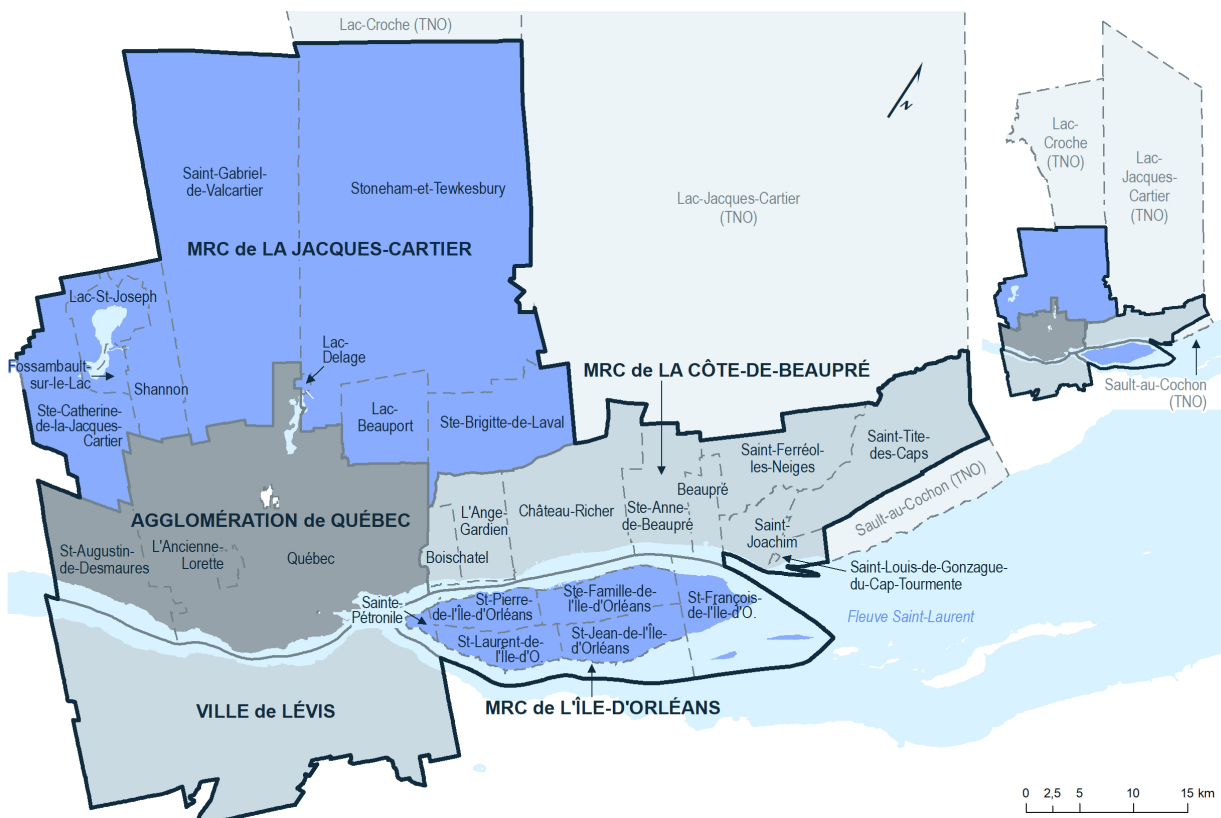 Lac-Croche (TNO)
N
Saint-Gabriel-
de-Valcartier
Stoneham-et-Tewkesbury
Lac-Jacques-Cartier
(TNO)
MRC de LA JACQUES-CARTIER
Lac-St-Joseph
Fossambault-
sur-le-Lac
Shannon
Ste-Catherine-
de-la-Jacques-
Cartier
Lac-
Delage
Lac-
Beauport
Ste-Brigitte-de-Laval
MRC de LA CÔTE-DE-BEAUPRÉ
Saint-Ferréol-
les-Neiges
Saint-Tite-
des-Caps
Beaupré
Ste-Anne-
de-Beaupré
Château-Richer
L'Ange-
Gardien
Boischatel
Saint-
Joachim
Sault-au-Cochon (TNO)
Saint-Louis-de-Gonzague-
du-Cap-Tourmente
AGGLOMÉRATION de QUÉBEC
St-Augustin-
de-Desmaures
L'Ancienne-
Lorette
Québec
Sainte-
Pétronile
St-Pierre-
de-l'Île-d'Orléans
Ste-Famille-de-
l'Île-d'Orléans
St-François-
de-l'Île-d'O.
St-Laurent-de-
l'Île-d'O.
St-Jean-de-l'Île-
d'Orléans
Fleuve Saint-Laurent
VILLE de LÉVIS
MRC de L'ÎLE-D'ORLÉANS
Lac-
Croche
(TNO)
Lac-
Jacques-
Cartier
(TNO)
Sault-au-Cochon
(TNO)
0 2,5 5 10 15 km